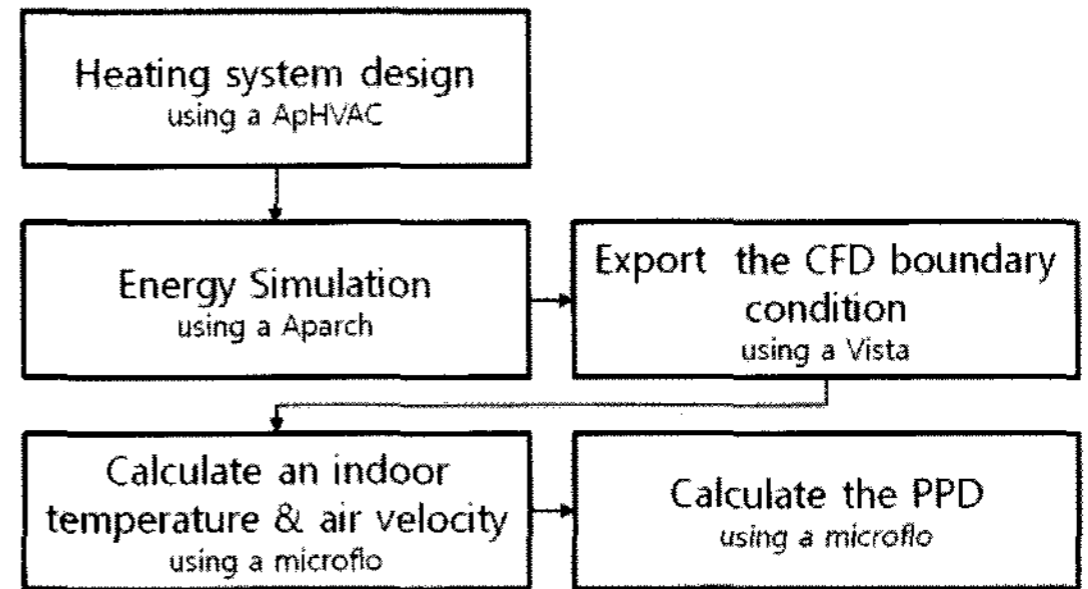 Heating system design
using a ApHVAC
Energy Simulation
using a Aparch
Export the CFD boundary
condition
using a Vista
Calculate an indoor
temperature & air velocity
using a microflo
Calculate the PPD
using a microflo